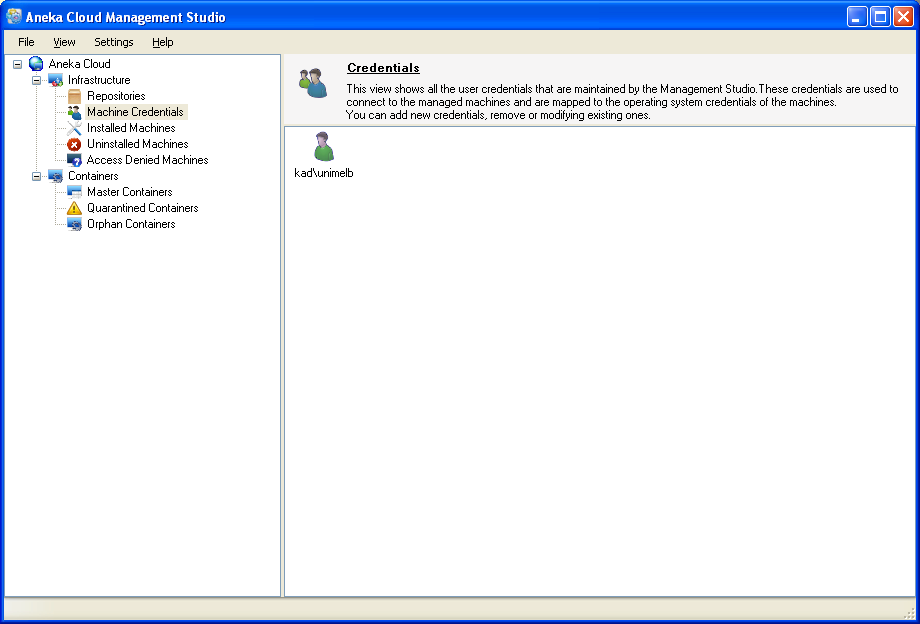 Aneka Cloud Management Studio
File View Settings Help
Aneka Cloud
Infrastructure
Repositories
Machine Credentials
Installed Machines
Uninstalled Machines
Access Denied Machines
Containers
Master Containers
Quarantined Containers
Orphan Containers
Credentials
This view shows all the user credentials that are maintained by the Management Studio.These credentials are used to
connect to the managed machines and are mapped to the operating system credentials of the machines.
You can add new credentials, remove or modifying existing ones.
kad\unimelb